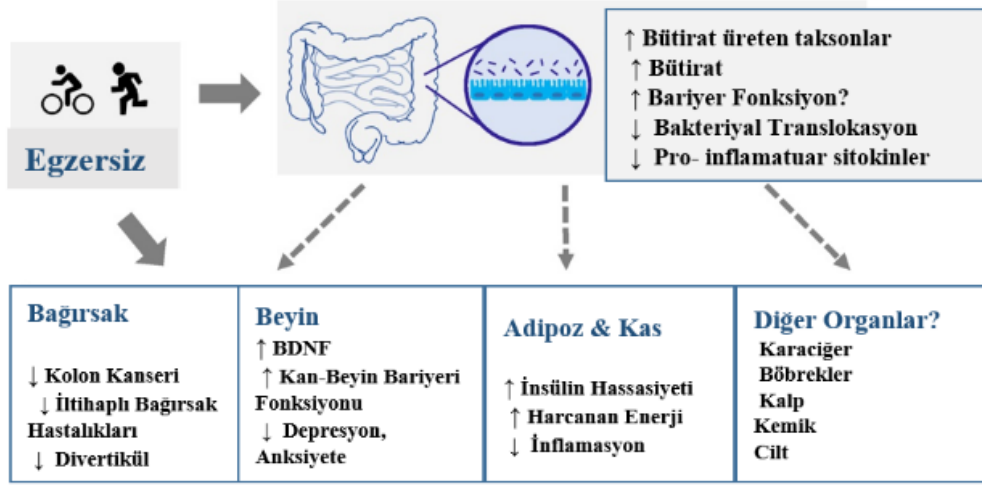 Egzersiz
↑ Bütirat üreten taksonlar
↑ Bütirat
↑ Bariyer Fonksiyon?
↓ Bakteriyal Translokasyon
↓ Pro- inflamatuar sitokinler
Bağırsak
↓ Kolon Kanseri
↓ İltihaplı Bağırsak
Hastalıkları
↓ Divertikül
Beyin
↑ BDNF
↑ Kan-Beyin Bariyeri
Fonksiyonu
↓ Depresyon,
Anksiyete
Adipoz & Kas
↑ İnsülin Hassasiyeti
↑ Harcanan Enerji
↓ İnflamasyon
Diğer Organlar?
Karaciğer
Böbrekler
Kalp
Kemik
Cilt